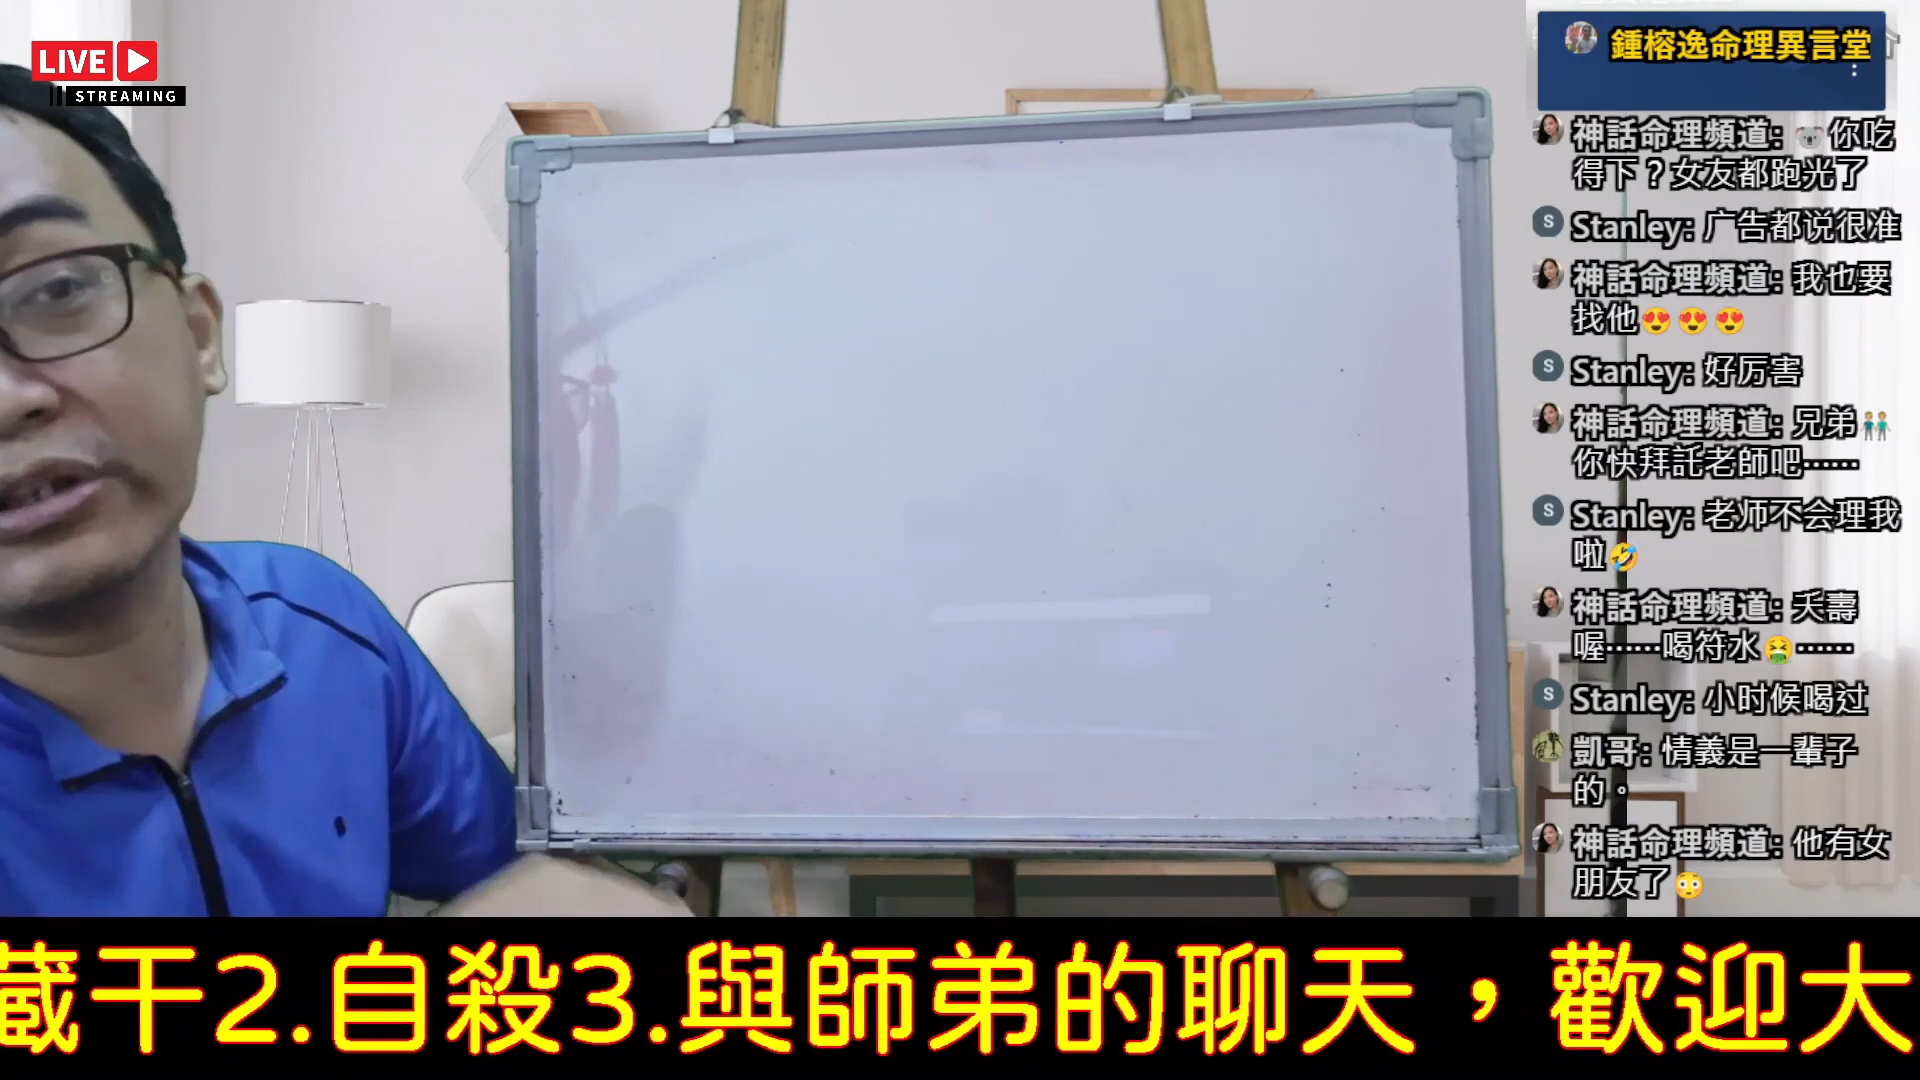 LIVE
STREAMING
鍾榕逸命理異言堂
神話命理頻道: 🐨你吃
得下？女友都跑光了
S Stanley: 广告都说很准
神話命理頻道: 我也要
找他😍😍😍
S Stanley: 好厉害
神話命理頻道: 兄弟👬
你快拜託老師吧⋯⋯
S Stanley: 老师不会理我
啦🤣
神話命理頻道: 夭壽
喔⋯⋯喝符水🤮⋯⋯
S Stanley: 小时候喝过
凱哥: 情義是一輩子
的。
神話命理頻道: 他有女
朋友了😳
蔵干2.自殺3.與師弟的聊天，歡迎大